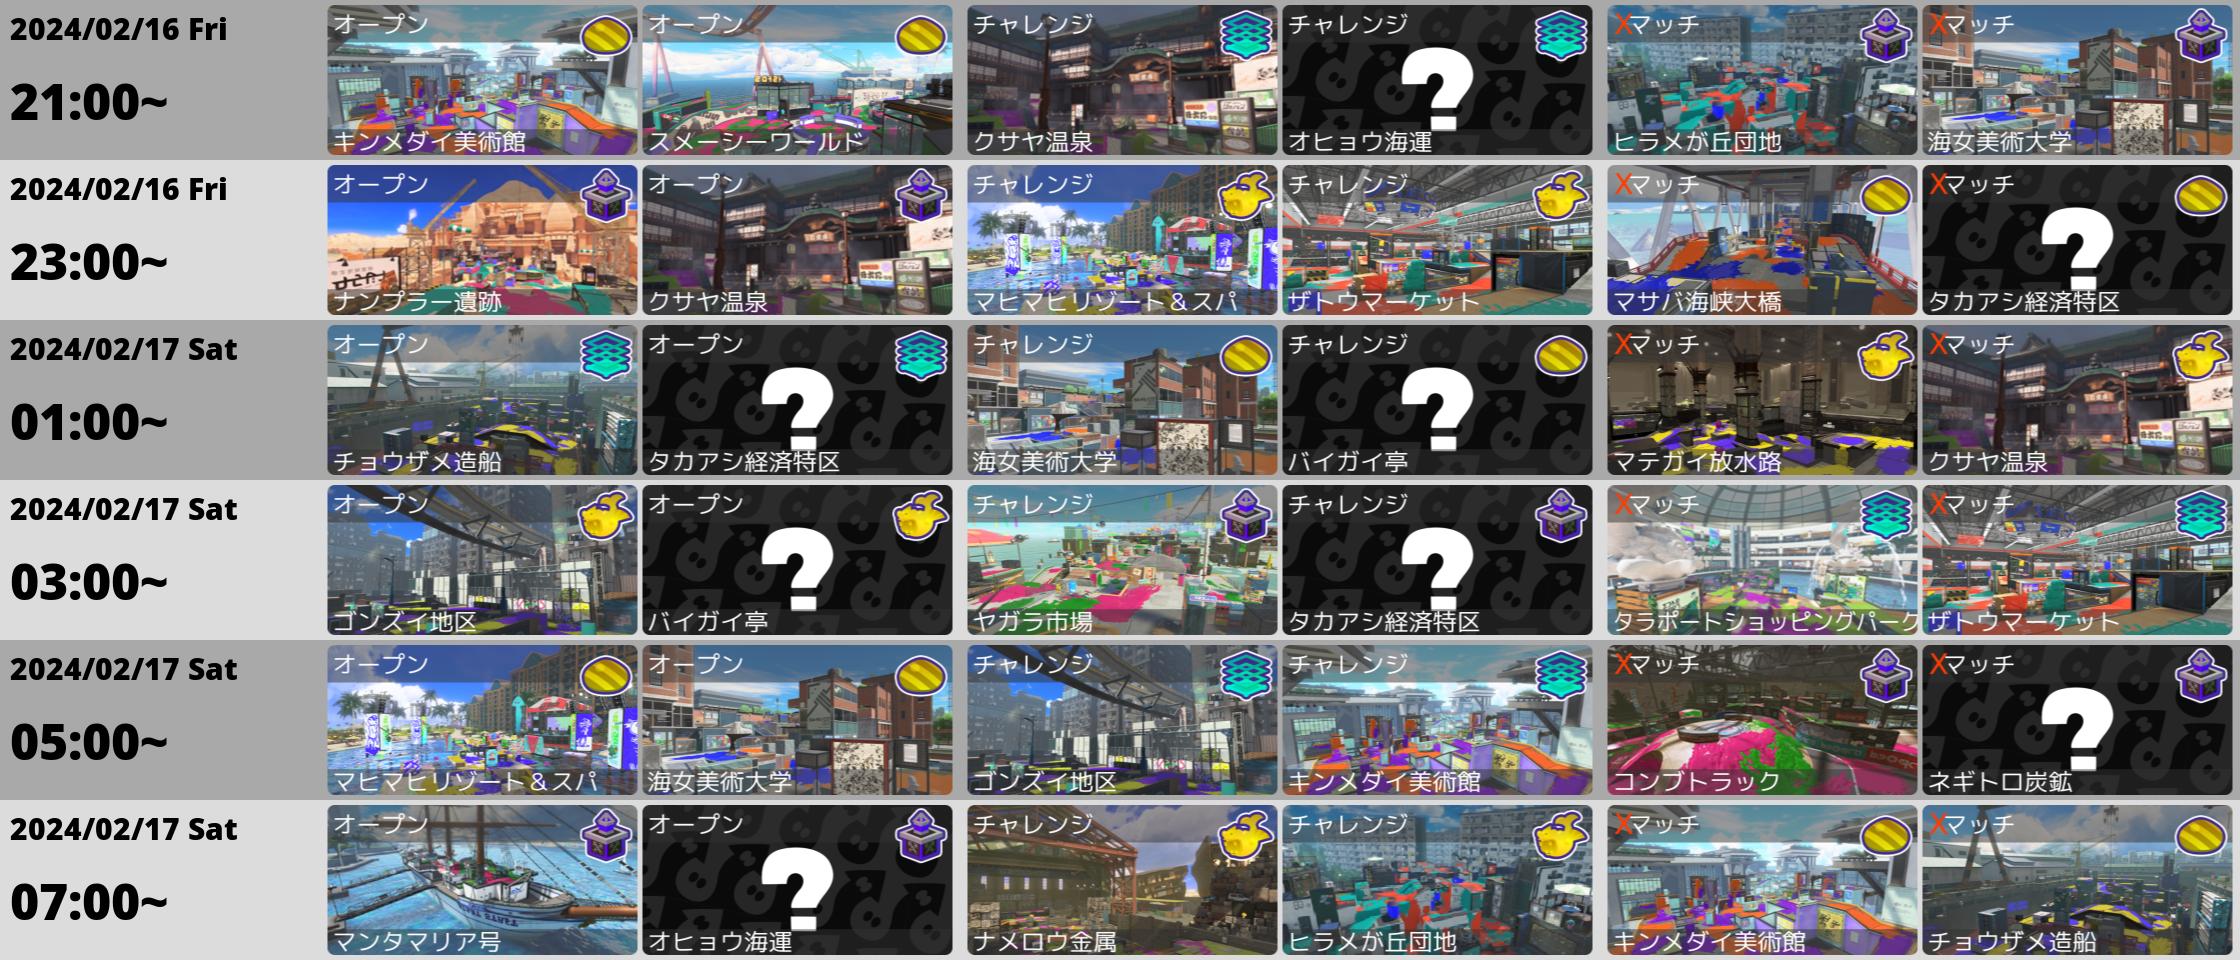 2024/02/16 Fri
21:00~
オープン
キンメダイ美術館
オープン
スメーシーワールド
チャレンジ
クサヤ温泉
チャレンジ
オヒョウ海運
Xマッチ
ヒラメが丘団地
Xマッチ
海女美術大学
2024/02/16 Fri
23:00~
オープン
ナンプラー遺跡
オープン
クサヤ温泉
チャレンジ
マヒマヒリゾート＆スパ
チャレンジ
ザトウマーケット
Xマッチ
マサバ海峡大橋
Xマッチ
タカアシ経済特区
2024/02/17 Sat
01:00~
オープン
チョウザメ造船
オープン
タカアシ経済特区
チャレンジ
海女美術大学
チャレンジ
バイガイ亭
Xマッチ
マテガイ放水路
Xマッチ
クサヤ温泉
2024/02/17 Sat
03:00~
オープン
ゴンズイ地区
オープン
バイガイ亭
チャレンジ
ヤガラ市場
チャレンジ
タカアシ経済特区
Xマッチ
タラポートショッピングパーク
Xマッチ
ザトウマーケット
2024/02/17 Sat
05:00~
オープン
マヒマヒリゾート＆スパ
オープン
海女美術大学
チャレンジ
ゴンズイ地区
チャレンジ
キンメダイ美術館
Xマッチ
コンブトラック
Xマッチ
ネギトロ炭鉱
2024/02/17 Sat
07:00~
オープン
マンタマリア号
オープン
オヒョウ海運
チャレンジ
ナメロウ金属
チャレンジ
ヒラメが丘団地
Xマッチ
キンメダイ美術館
Xマッチ
チョウザメ造船